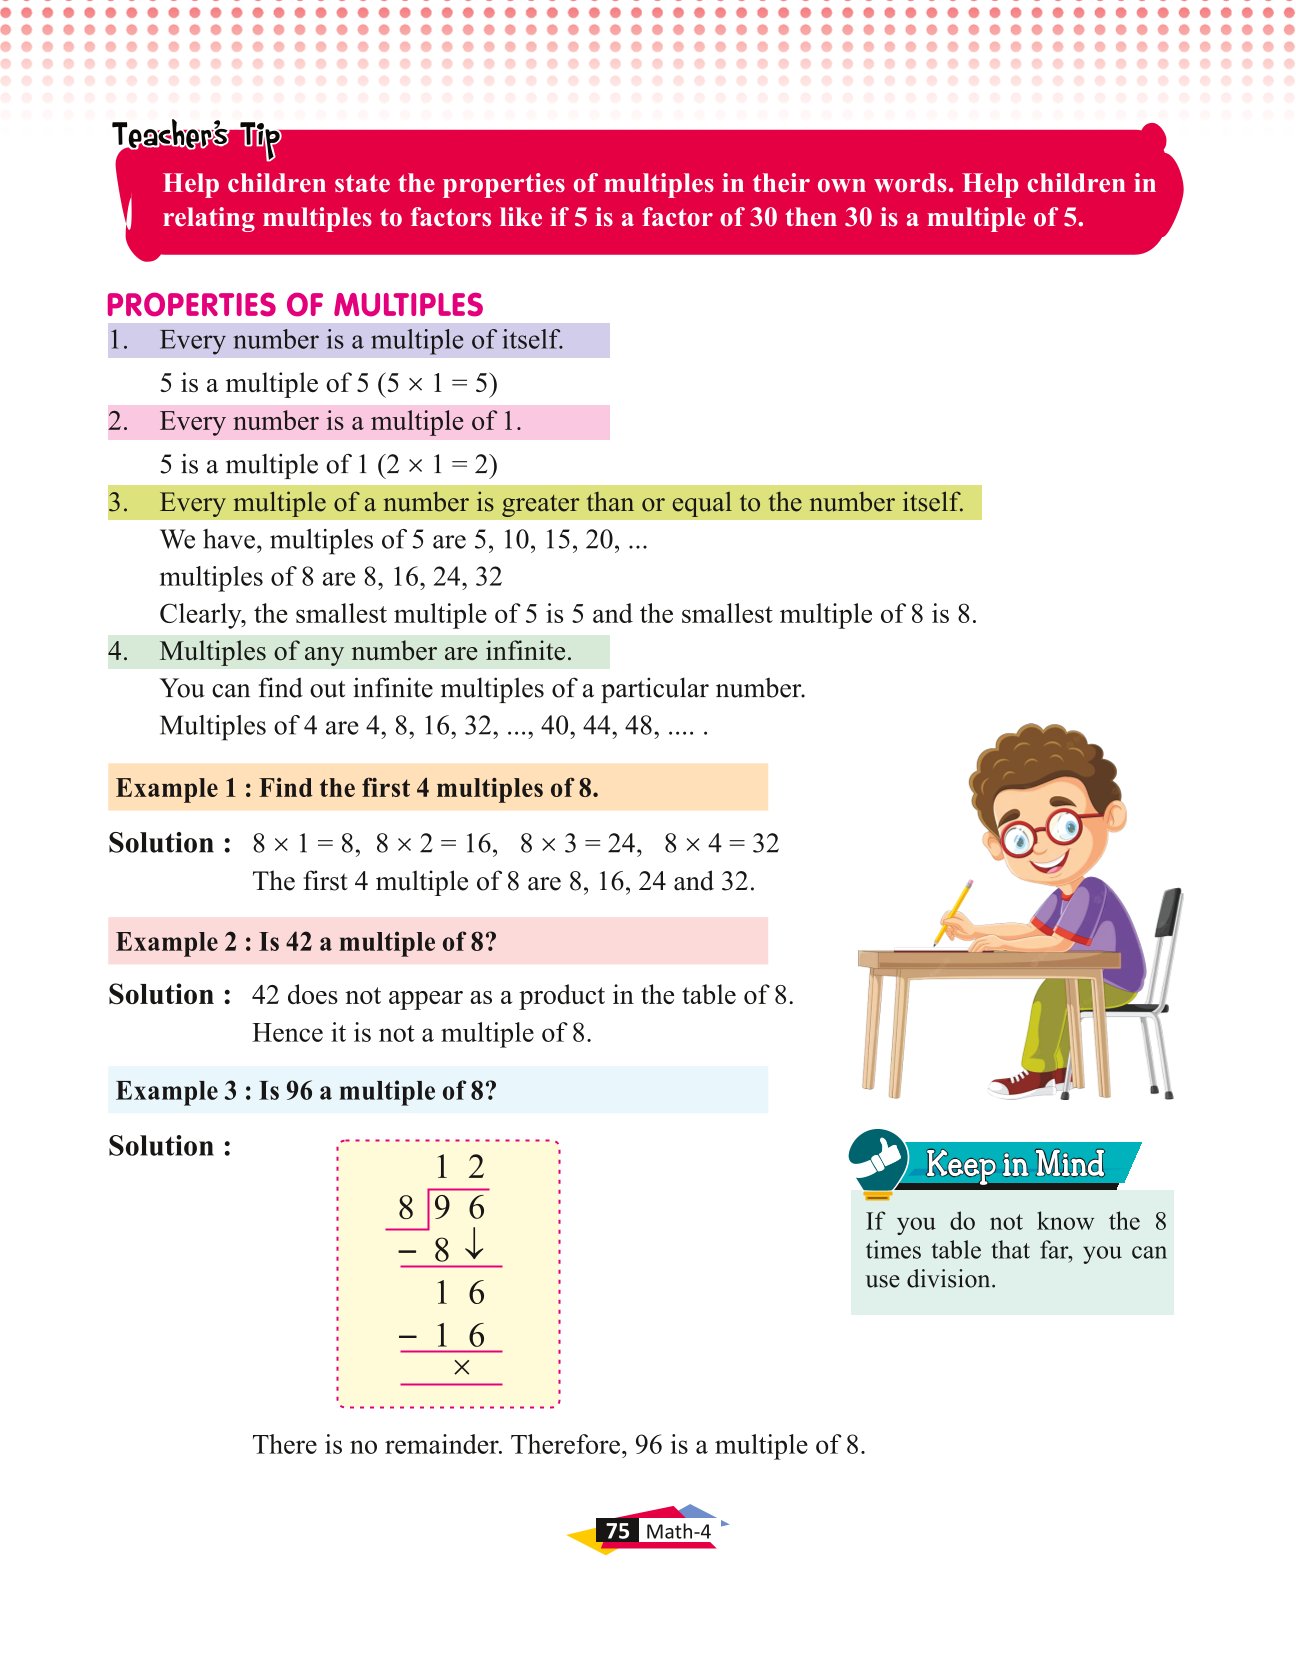 Teacher's Tip
Help children state the properties of multiples in their own words. Help children in
relating multiples to factors like if 5 is a factor of 30 then 30 is a multiple of 5.
PROPERTIES OF MULTIPLES
1. Every number is a multiple of itself.
5 is a multiple of 5 (5 × 1 = 5)
2. Every number is a multiple of 1.
5 is a multiple of 1 (2 × 1 = 2)
3. Every multiple of a number is greater than or equal to the number itself.
We have, multiples of 5 are 5, 10, 15, 20, ...
multiples of 8 are 8, 16, 24, 32
Clearly, the smallest multiple of 5 is 5 and the smallest multiple of 8 is 8.
4. Multiples of any number are infinite.
You can find out infinite multiples of a particular number.
Multiples of 4 are 4, 8, 16, 32, ..., 40, 44, 48, .... .
Example 1 : Find the first 4 multiples of 8.
Solution : 8 × 1 = 8, 8 × 2 = 16, 8 × 3 = 24, 8 × 4 = 32
The first 4 multiple of 8 are 8, 16, 24 and 32.
Example 2 : Is 42 a multiple of 8?
Solution : 42 does not appear as a product in the table of 8.
Hence it is not a multiple of 8.
Example 3 : Is 96 a multiple of 8?
Solution :
1 2
8 9 6
– 8 ↓
1 6
– 1 6
×
Keep in Mind
If you do not know the 8
times table that far, you can
use division.
There is no remainder. Therefore, 96 is a multiple of 8.
75 Math-4